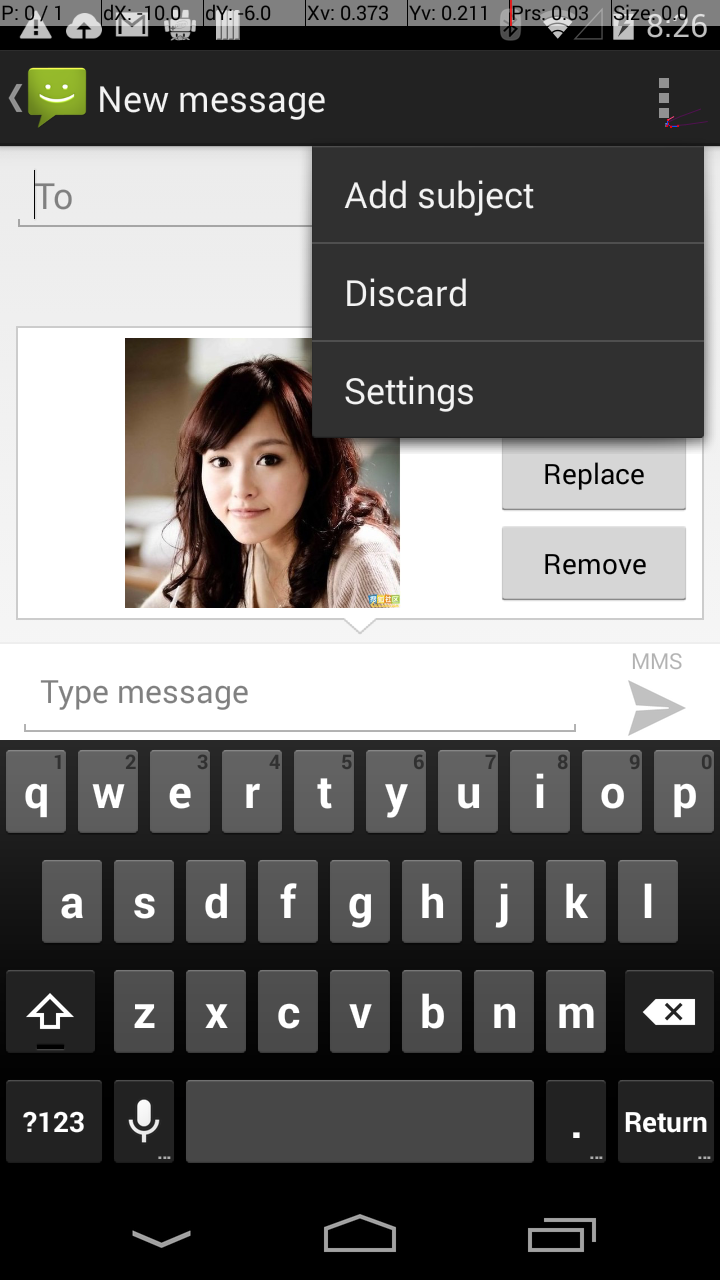 P: 0 / 1 dX: -10.0 dY: -6.0 Xv: 0.373 Yv: 0.211 Prs: 0.03 Size: 0.0
8:26
New message
To
Add subject
Discard
Settings
Replace
Remove
MMS
Type message
1 2 3 4 5 6 7 8 9 0
q w e r t y u i o p
a s d f g h j k l
z x c v b n m
?123 . Return